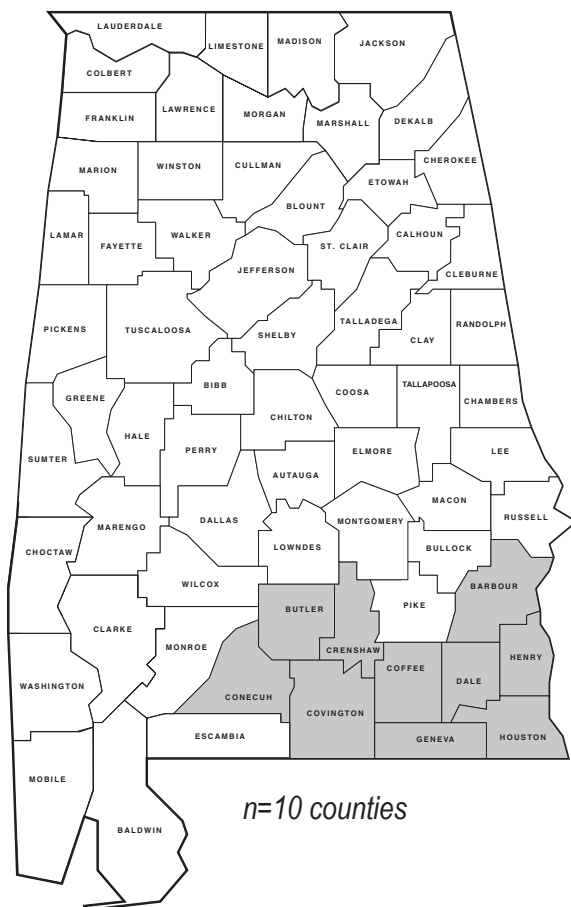 LAUDERDALE
LIMESTONE
MADISON
JACKSON
COLBERT
FRANKLIN
LAWRENCE
MORGAN
MARSHALL
DEKALB
CHEROKEE
MARION
WINSTON
CULLMAN
ETOWAH
BLOUNT
LAMAR
FAYETTE
WALKER
ST. CLAIR
CALHOUN
JEFFERSON
CLEBURNE
PICKENS
TUSCALOOSA
SHELBY
TALLADEGA
CLAY
RANDOLPH
GREENE
BIBB
COOSA
TALLAPOOSA
CHAMBERS
HALE
CHILTON
SUMTER
PERRY
ELMORE
LEE
AUTAUGA
MACON
MARENGO
DALLAS
MONTGOMERY
RUSSELL
CHOCTAW
LOWNDES
BULLOCK
WILCOX
BARBOUR
BUTLER
PIKE
CLARKE
MONROE
CRENSHAW
HENRY
COFFEE
DALE
WASHINGTON
CONECUH
COVINGTON
ESCAMBIA
GENEVA
HOUSTON
MOBILE
n=10 counties
BALDWIN